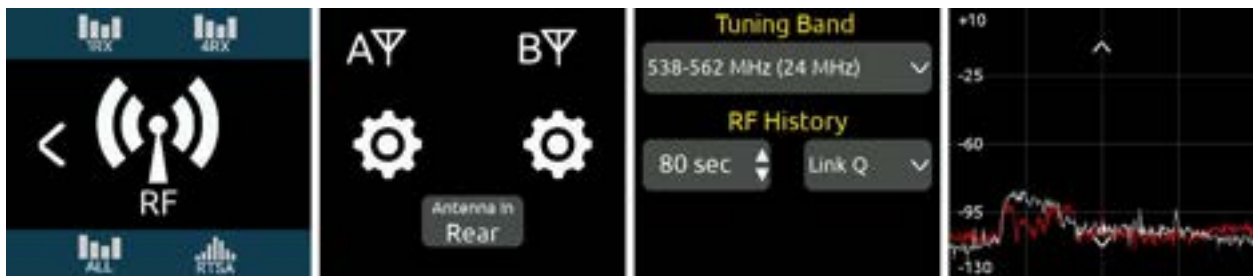 1RX 4RX
RF
ALL RTSA
A B
Antenna In
Rear
Tuning Band
538-562 MHz (24 MHz)
RF History
80 sec Link Q
+10
-25
-60
-95
-130